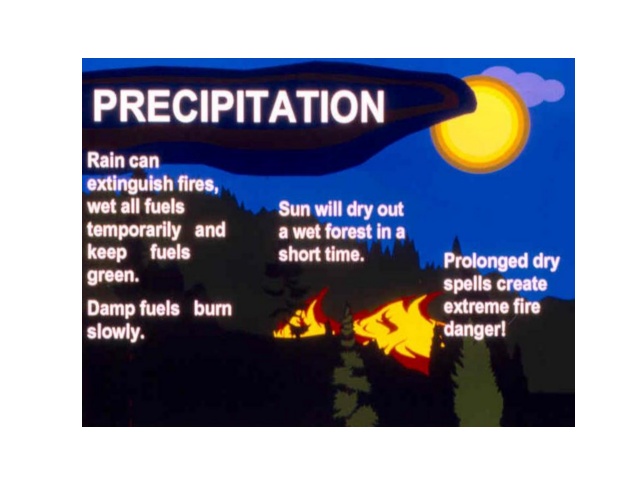 PRECIPITATION
Rain can
extinguish fires,
wet all fuels
temporarily and
keep fuels
green.
Damp fuels burn
slowly.
Sun will dry out
a wet forest in a
short time.
Prolonged dry
spells create
extreme fire
danger!